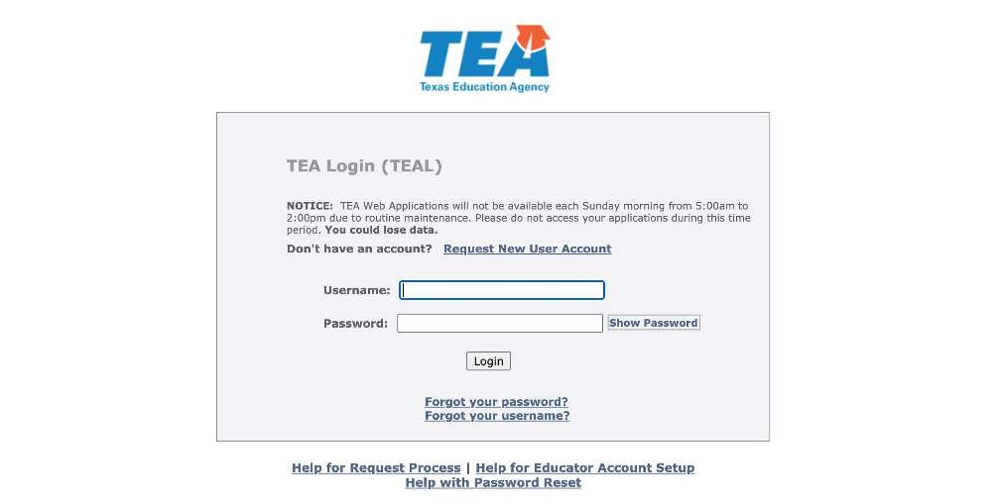 TEA
Texas Education Agency
TEA Login (TEAL)
NOTICE:  TEA Web Applications will not be available each Sunday morning from 5:00am to
2:00pm due to routine maintenance. Please do not access your applications during this time
period. You could lose data.
Don't have an account?   Request New User Account
Username:
Password:
Show Password
Login
Forgot your password?
Forgot your username?
Help for Request Process | Help for Educator Account Setup
Help with Password Reset